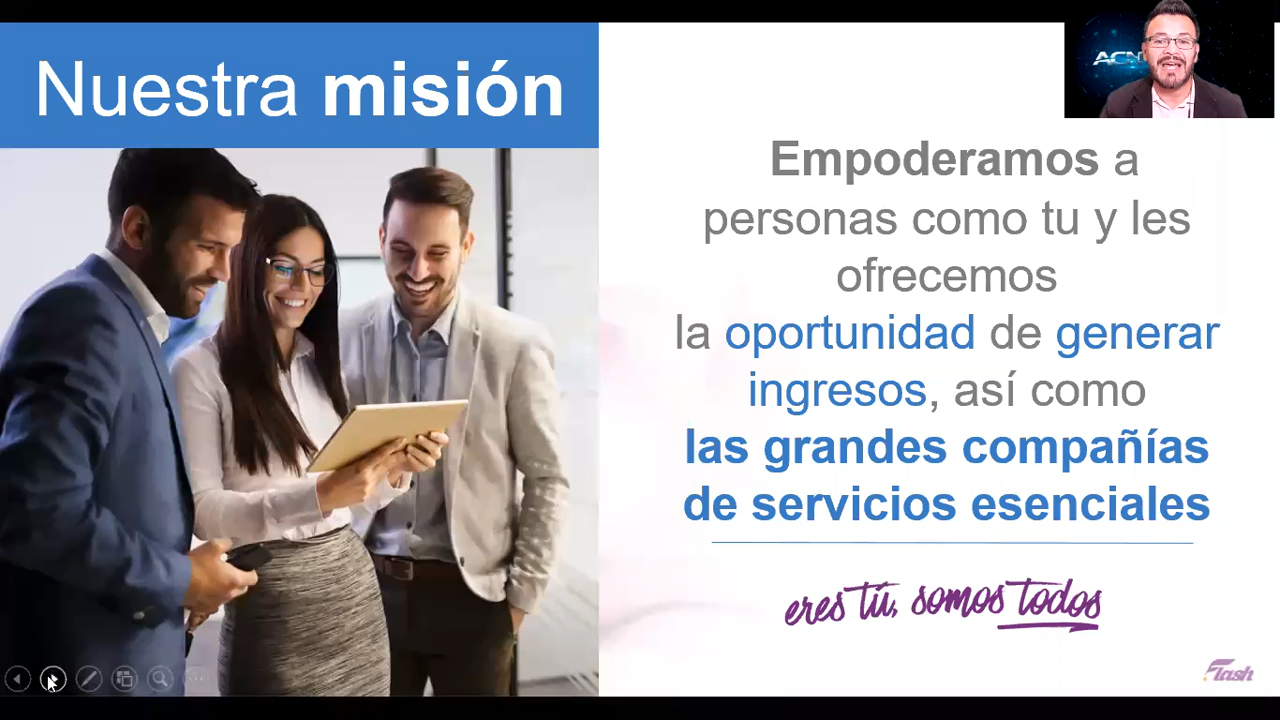 Nuestra misión
ACN
Empoderamos a
personas como tu y les
ofrecemos
la oportunidad de generar
ingresos, así como
las grandes compañías
de servicios esenciales
eres tú, somos todos
Flash